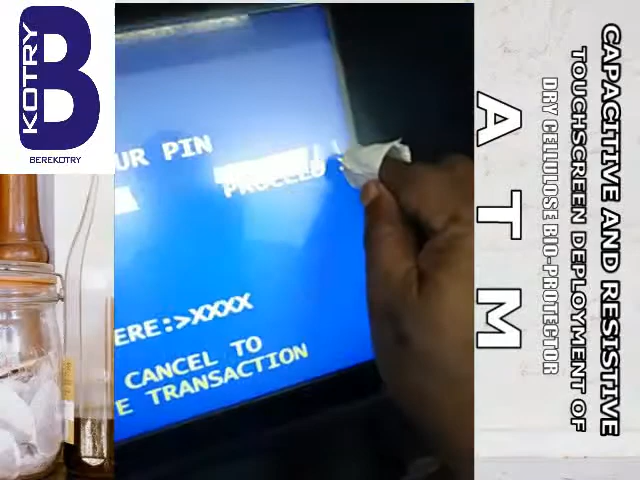 KOTRY
B
BEREKOTRY
UR PIN
PROCEED
ERE:>XXXX
CANCEL TO
E TRANSACTION
ATM
CAPACITIVE AND RESISTIVE
TOUCHSCREEN DEPLOYMENT OF
DRY CELLULOSE BIO-PROTECTOR